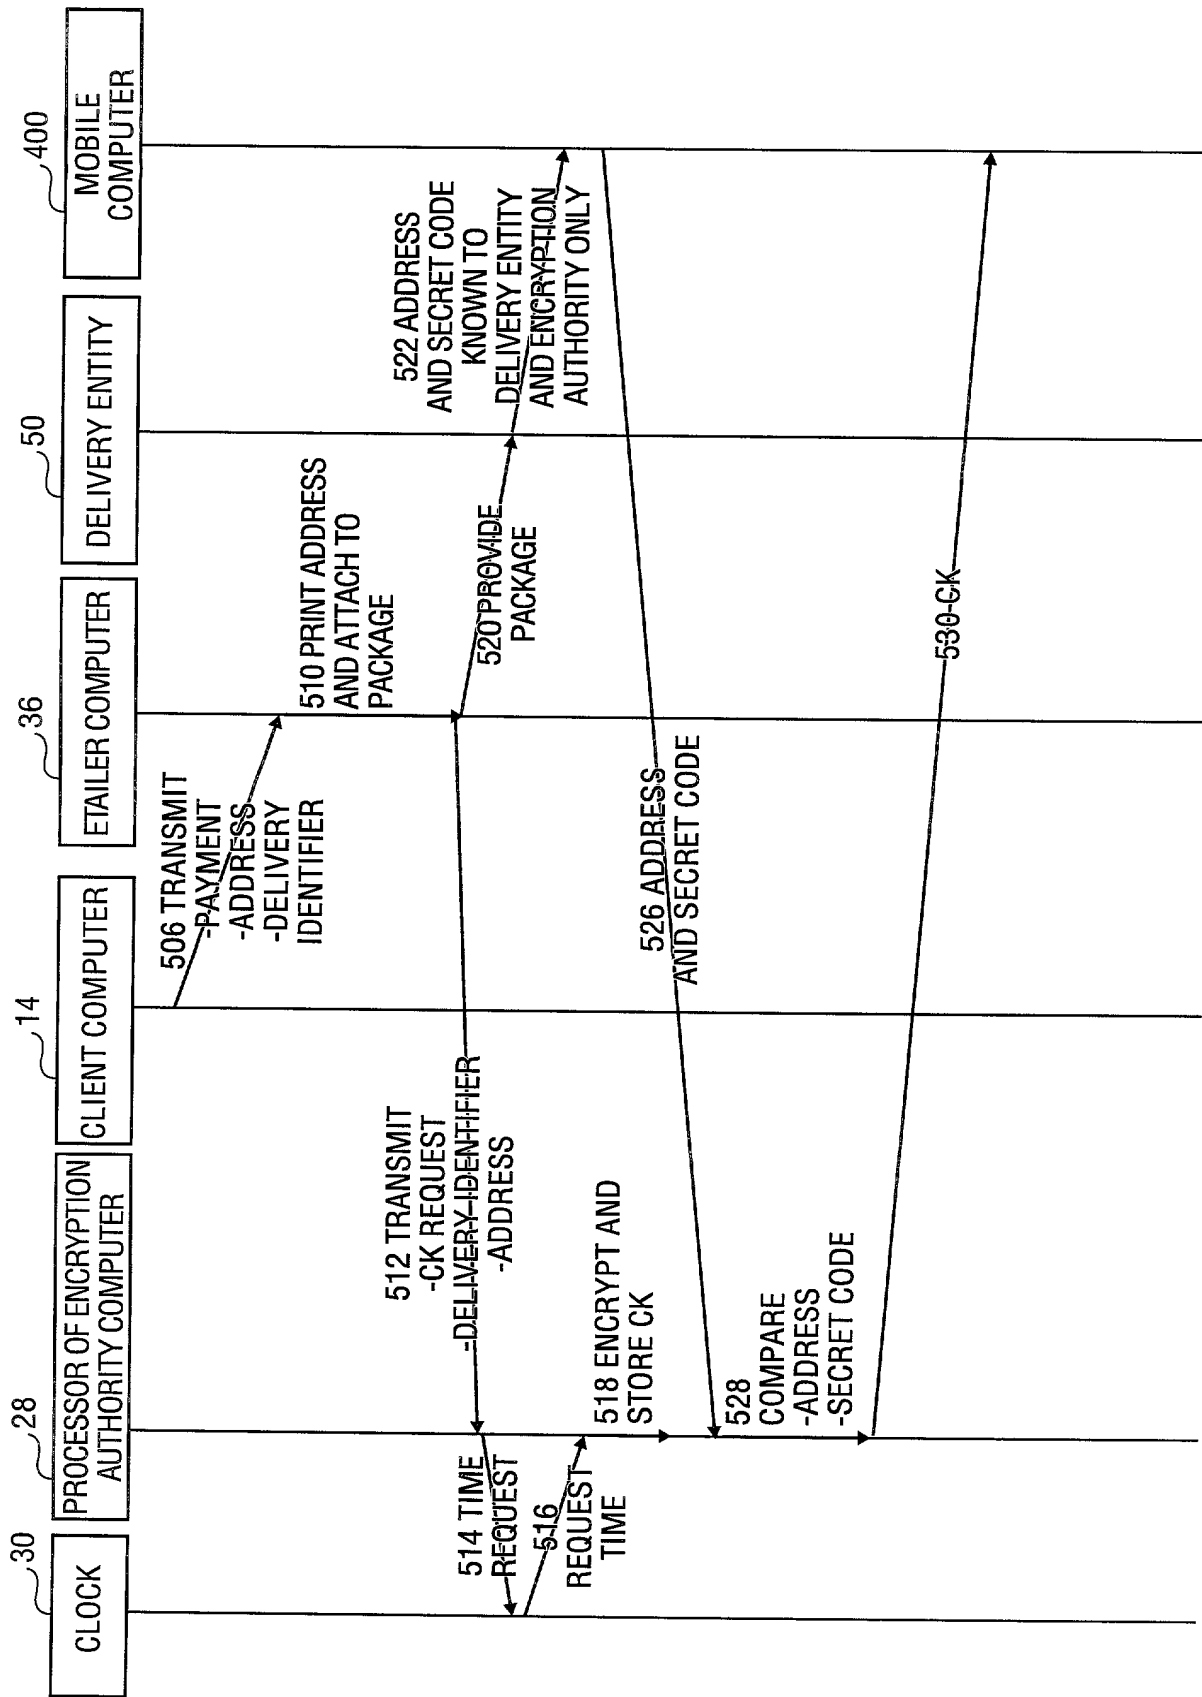 30
CLOCK
28
PROCESSOR OF ENCRYPTION
AUTHORITY COMPUTER
14
CLIENT COMPUTER
36
ETAILER COMPUTER
50
DELIVERY ENTITY
400
MOBILE
COMPUTER
506 TRANSMIT
-PAYMENT
-ADDRESS
-DELIVERY
IDENTIFIER
510 PRINT ADDRESS
AND ATTACH TO
PACKAGE
512 TRANSMIT
-CK REQUEST
-DELIVERY IDENTIFIER
-ADDRESS
514 TIME
REQUEST
516
REQUEST
TIME
518 ENCRYPT AND
STORE CK
520 PROVIDE
PACKAGE
522 ADDRESS
AND SECRET CODE
KNOWN TO
DELIVERY ENTITY
AND ENCRYPTION
AUTHORITY ONLY
526 ADDRESS
AND SECRET CODE
528
COMPARE
-ADDRESS
-SECRET CODE
530 CK